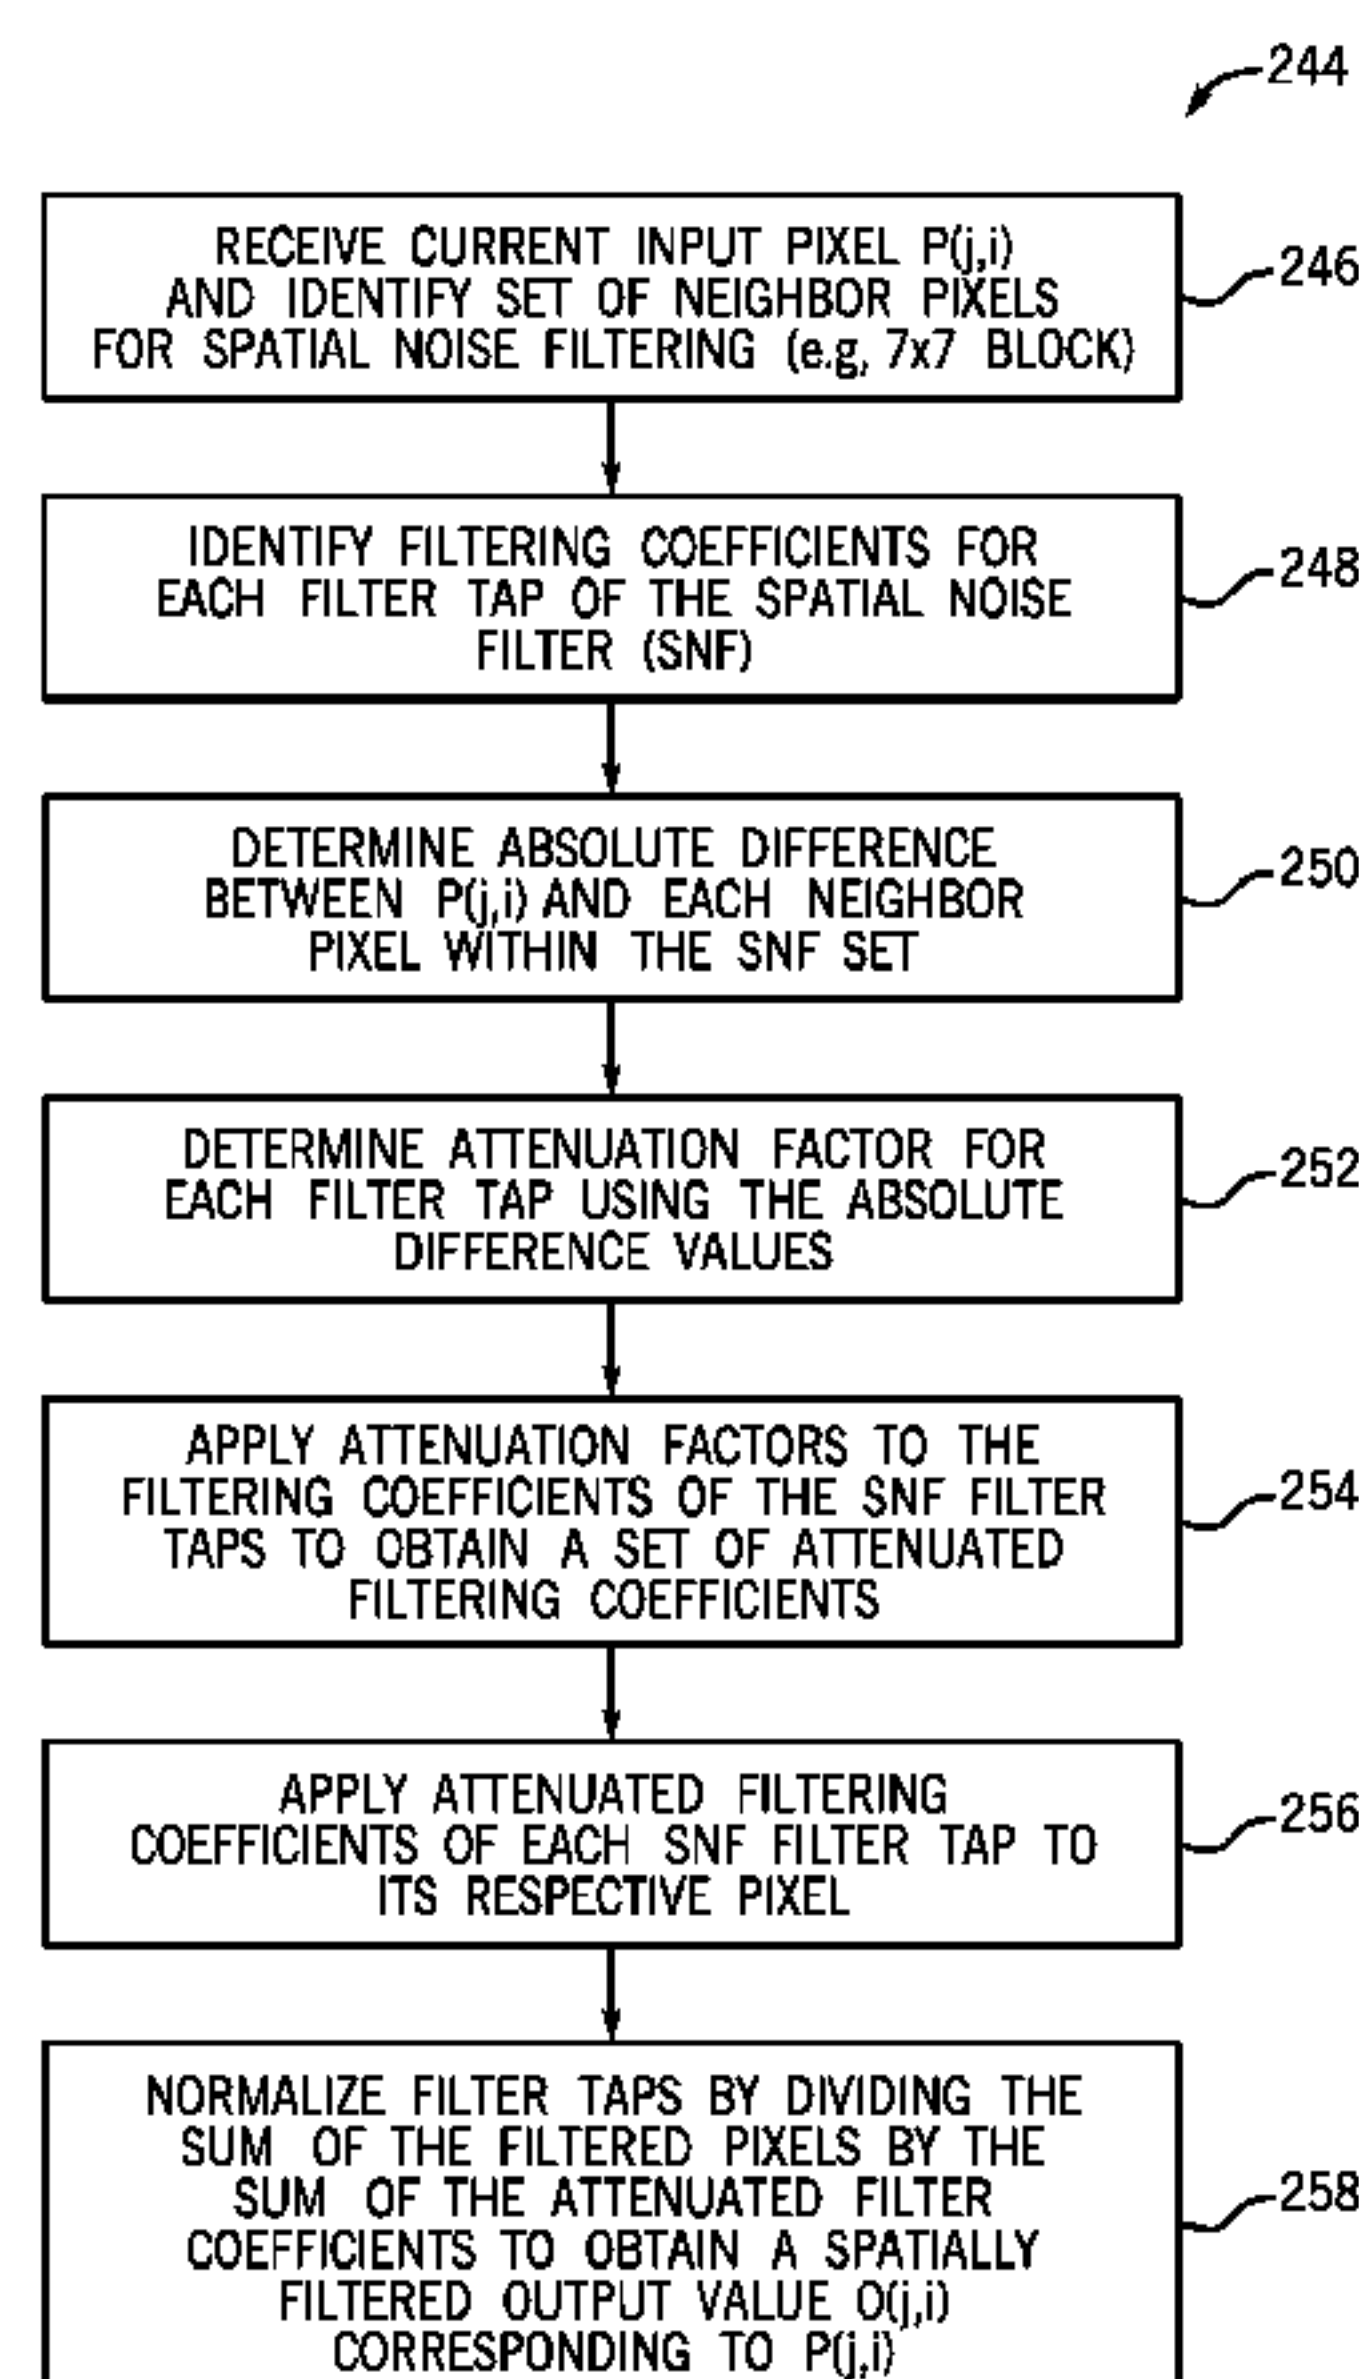 244
RECEIVE CURRENT INPUT PIXEL P(j,i)
AND IDENTIFY SET OF NEIGHBOR PIXELS
FOR SPATIAL NOISE FILTERING (e.g, 7x7 BLOCK)
246
IDENTIFY FILTERING COEFFICIENTS FOR
EACH FILTER TAP OF THE SPATIAL NOISE
FILTER (SNF)
248
DETERMINE ABSOLUTE DIFFERENCE
BETWEEN P(j,i) AND EACH NEIGHBOR
PIXEL WITHIN THE SNF SET
250
DETERMINE ATTENUATION FACTOR FOR
EACH FILTER TAP USING THE ABSOLUTE
DIFFERENCE VALUES
252
APPLY ATTENUATION FACTORS TO THE
FILTERING COEFFICIENTS OF THE SNF FILTER
TAPS TO OBTAIN A SET OF ATTENUATED
FILTERING COEFFICIENTS
254
APPLY ATTENUATED FILTERING
COEFFICIENTS OF EACH SNF FILTER TAP TO
ITS RESPECTIVE PIXEL
256
NORMALIZE FILTER TAPS BY DIVIDING THE
SUM OF THE FILTERED PIXELS BY THE
SUM OF THE ATTENUATED FILTER
COEFFICIENTS TO OBTAIN A SPATIALLY
FILTERED OUTPUT VALUE O(j,i)
CORRESPONDING TO P(j,i)
258